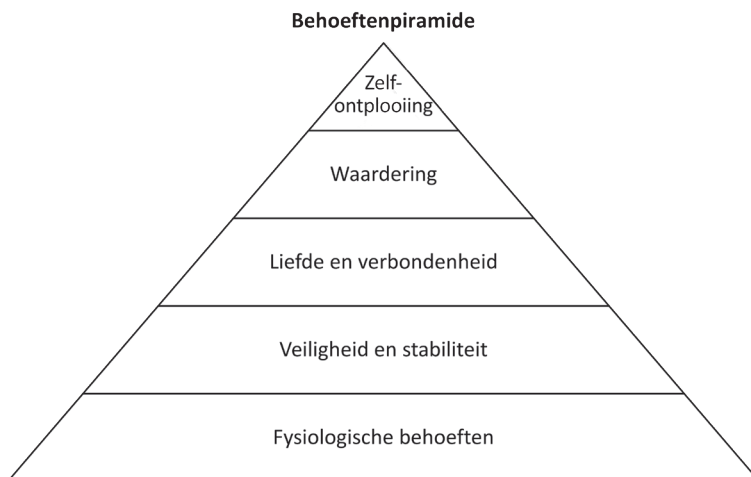 Behoeftenpiramide
Zelf-
ontplooiing
Waardering
Liefde en verbondenheid
Veiligheid en stabiliteit
Fysiologische behoeften